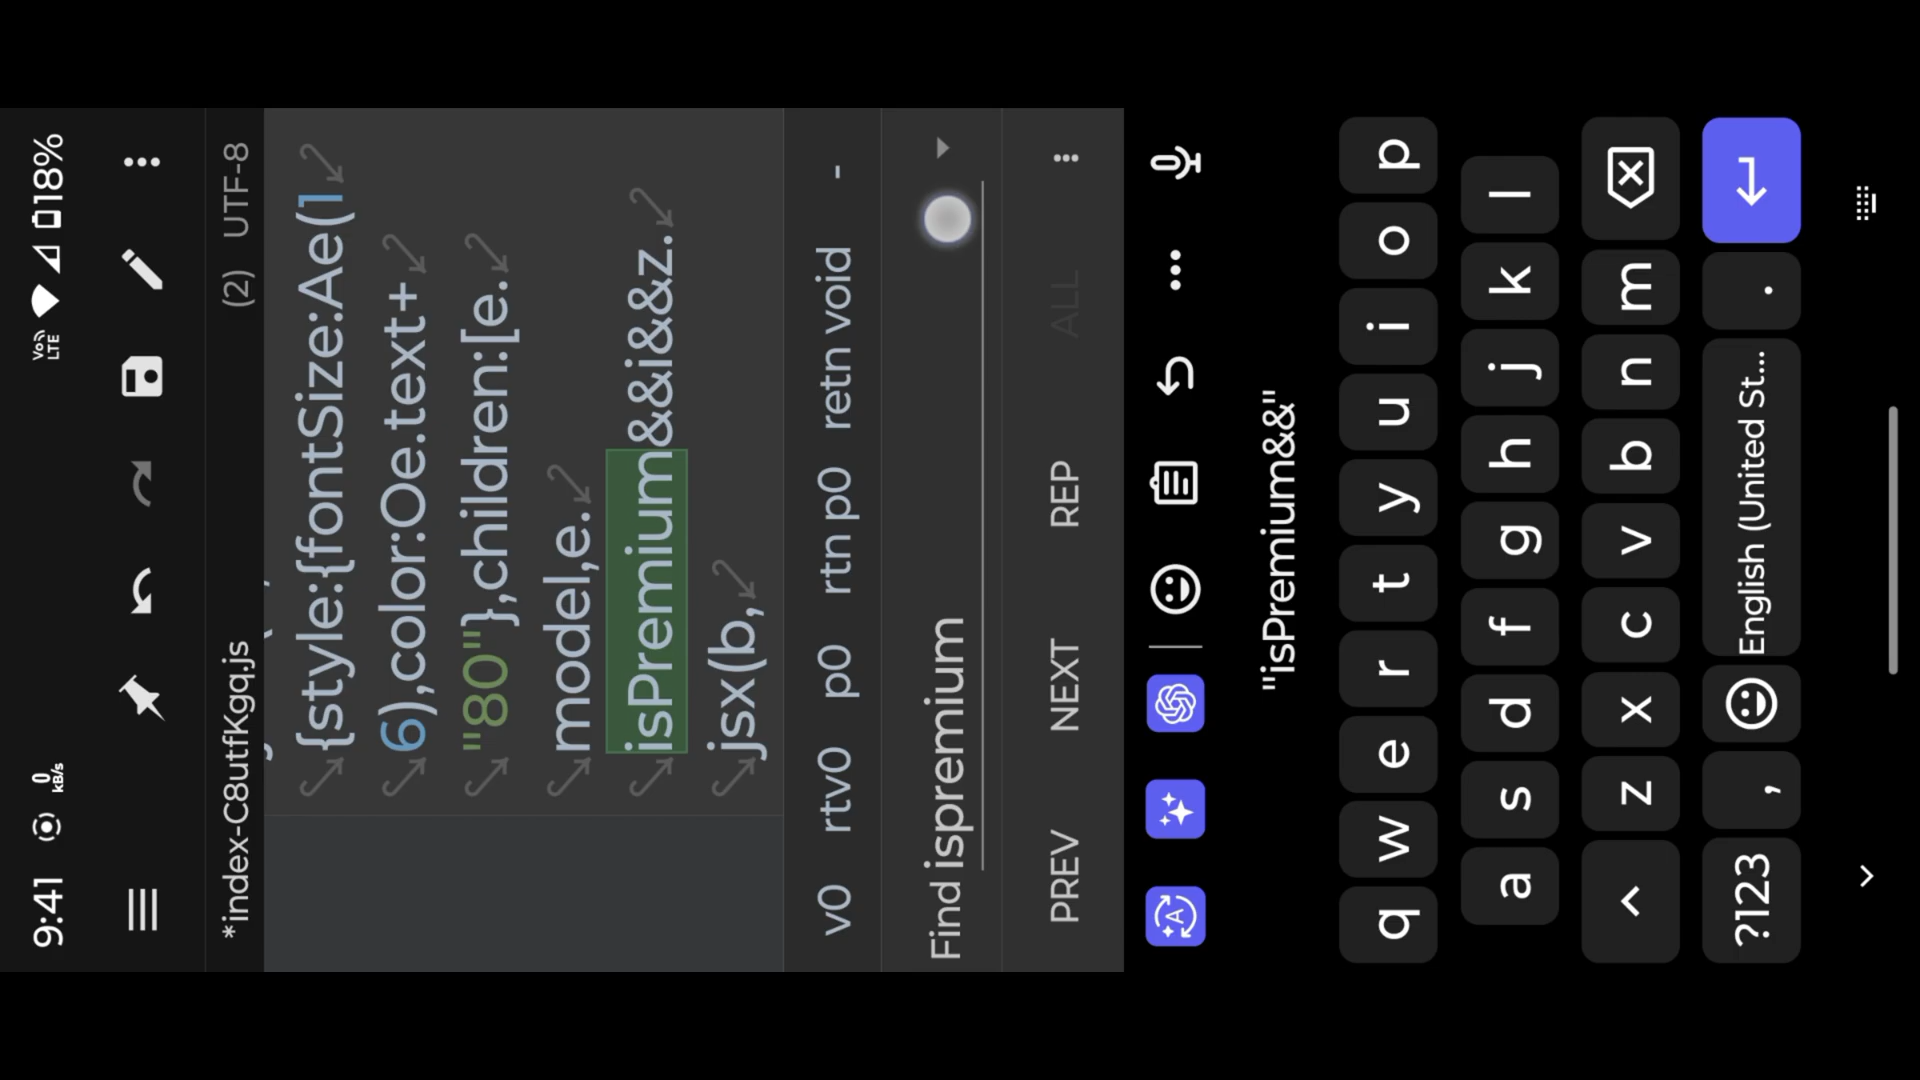 9:41 0 kB/s Vo)) LTE 18%
*index-C8utfKgq.js (2) UTF-8
{style:{fontSize:Ae(1
6),color:Oe.text+
"80"},children:[e.
model,e.
isPremium&&i&&z.
jsx(b,
v0 rtv0 p0 rtn p0 retn void -
Find ispremium
PREV NEXT REP ALL
A
"isPremium&&"
q w e r t y u i o p
a s d f g h j k l
z x c v b n m
?123 , English (United St... .